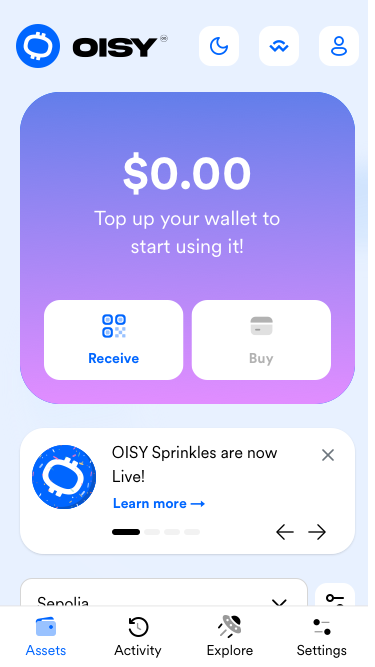 OISY
$0.00
Top up your wallet to
start using it!
Receive
Buy
OISY Sprinkles are now
Live!
Learn more →
Sepolia
Assets
Activity
Explore
Settings